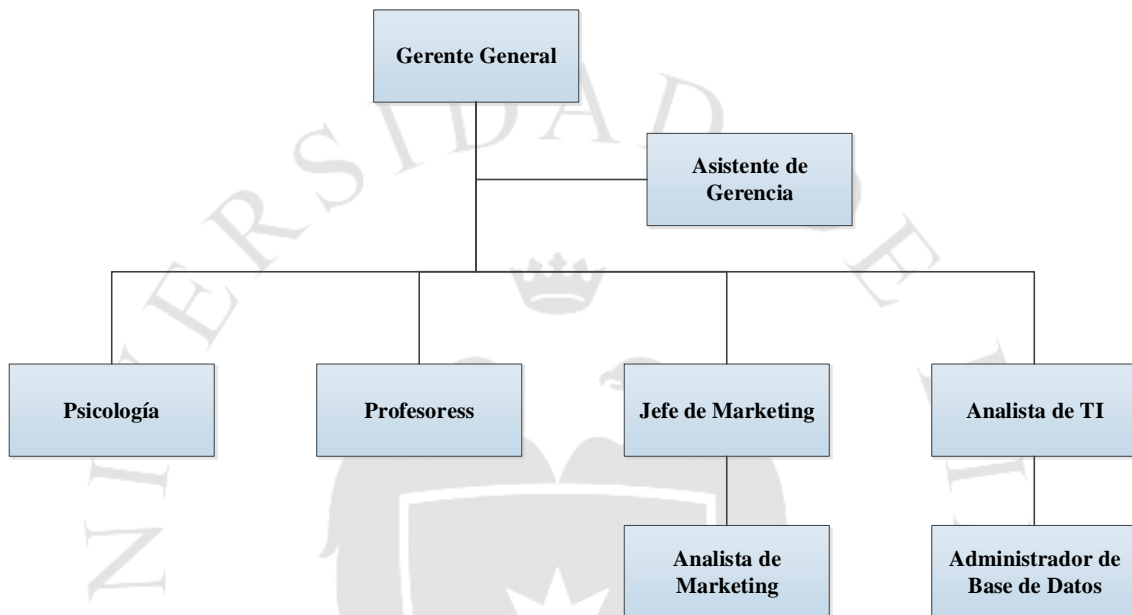 Gerente General
Asistente de
Gerencia
Psicología
Profesoress
Jefe de Marketing
Analista de TI
Analista de
Marketing
Administrador de
Base de Datos